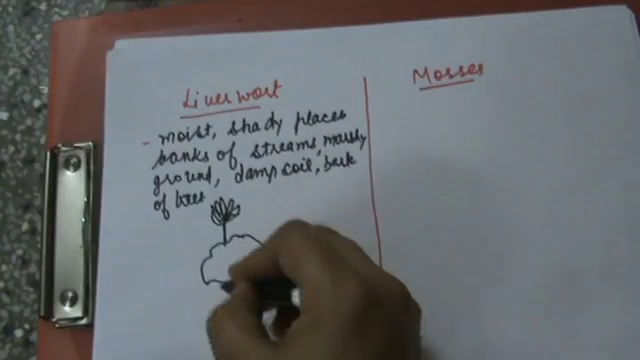 Liverwort
Mosses
- moist, shady places
banks of streams, marshy
ground, damp soil, bark
of trees